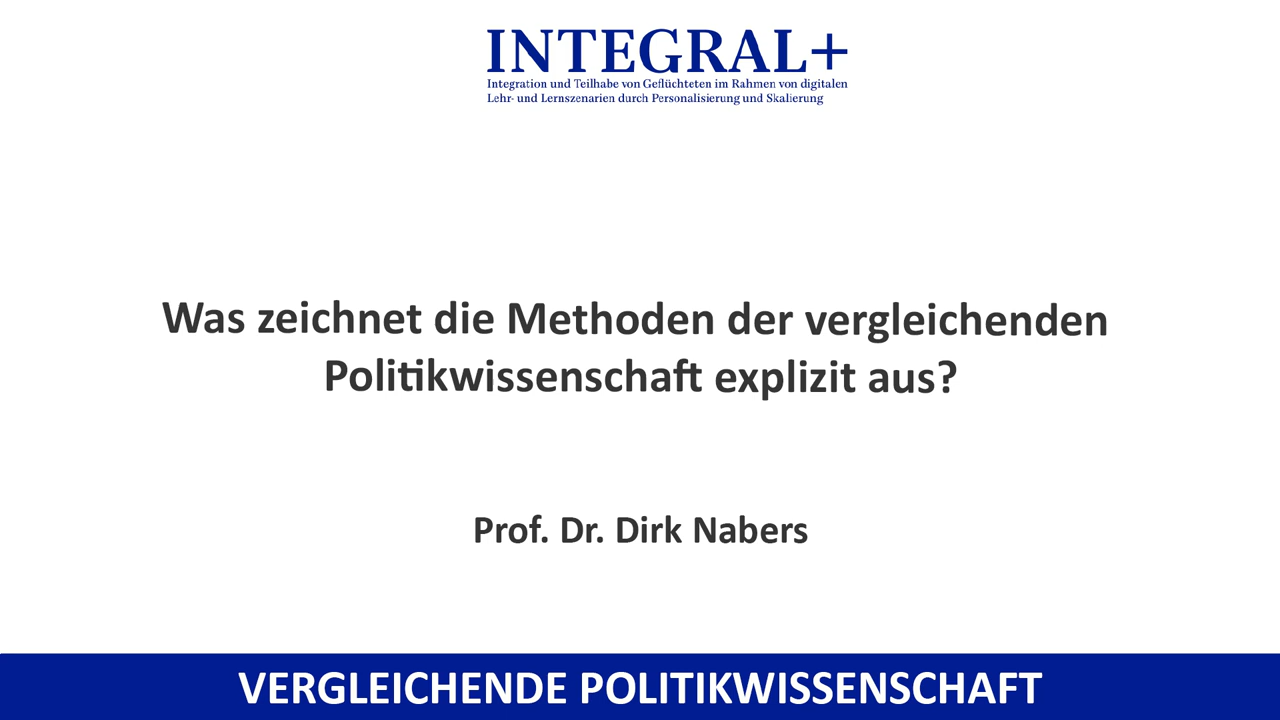 INTEGRAL+
Integration und Teilhabe von Geflüchteten im Rahmen von digitalen
Lehr- und Lernszenarien durch Personalisierung und Skalierung
Was zeichnet die Methoden der vergleichenden
Politikwissenschaft explizit aus?
Prof. Dr. Dirk Nabers
VERGLEICHENDE POLITIKWISSENSCHAFT